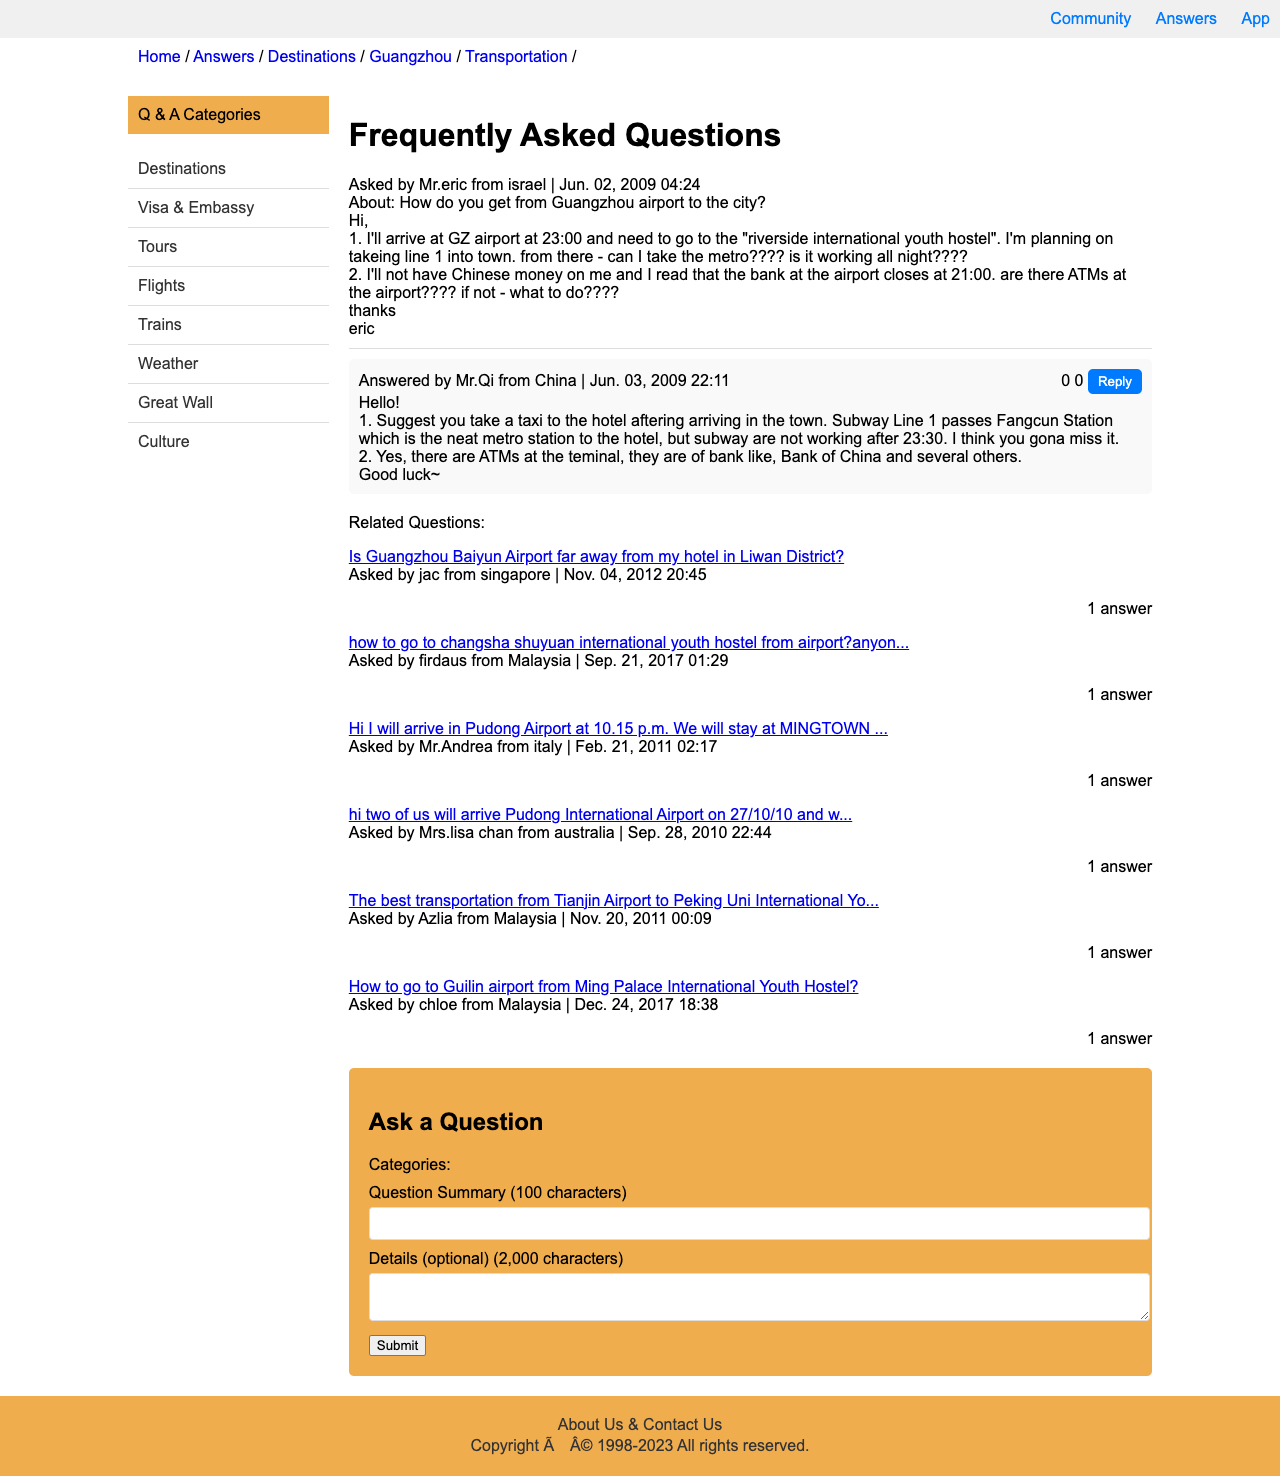 Community Answers App
Home / Answers / Destinations / Guangzhou / Transportation /
Q & A Categories
Destinations
Visa & Embassy
Tours
Flights
Trains
Weather
Great Wall
Culture
Frequently Asked Questions
Asked by Mr.eric from israel | Jun. 02, 2009 04:24
About: How do you get from Guangzhou airport to the city?
Hi,
1. I'll arrive at GZ airport at 23:00 and need to go to the "riverside international youth hostel". I'm planning on
takeing line 1 into town. from there - can I take the metro???? is it working all night????
2. I'll not have Chinese money on me and I read that the bank at the airport closes at 21:00. are there ATMs at
the airport???? if not - what to do????
thanks
eric
Answered by Mr.Qi from China | Jun. 03, 2009 22:11 0 0 Reply
Hello!
1. Suggest you take a taxi to the hotel aftering arriving in the town. Subway Line 1 passes Fangcun Station
which is the neat metro station to the hotel, but subway are not working after 23:30. I think you gona miss it.
2. Yes, there are ATMs at the teminal, they are of bank like, Bank of China and several others.
Good luck~
Related Questions:
Is Guangzhou Baiyun Airport far away from my hotel in Liwan District?
Asked by jac from singapore | Nov. 04, 2012 20:45
1 answer
how to go to changsha shuyuan international youth hostel from airport?anyon...
Asked by firdaus from Malaysia | Sep. 21, 2017 01:29
1 answer
Hi I will arrive in Pudong Airport at 10.15 p.m. We will stay at MINGTOWN ...
Asked by Mr.Andrea from italy | Feb. 21, 2011 02:17
1 answer
hi two of us will arrive Pudong International Airport on 27/10/10 and w...
Asked by Mrs.lisa chan from australia | Sep. 28, 2010 22:44
1 answer
The best transportation from Tianjin Airport to Peking Uni International Yo...
Asked by Azlia from Malaysia | Nov. 20, 2011 00:09
1 answer
How to go to Guilin airport from Ming Palace International Youth Hostel?
Asked by chloe from Malaysia | Dec. 24, 2017 18:38
1 answer
Ask a Question
Categories:
Question Summary (100 characters)
Details (optional) (2,000 characters)
Submit
About Us & Contact Us
Copyright Ã Â© 1998-2023 All rights reserved.